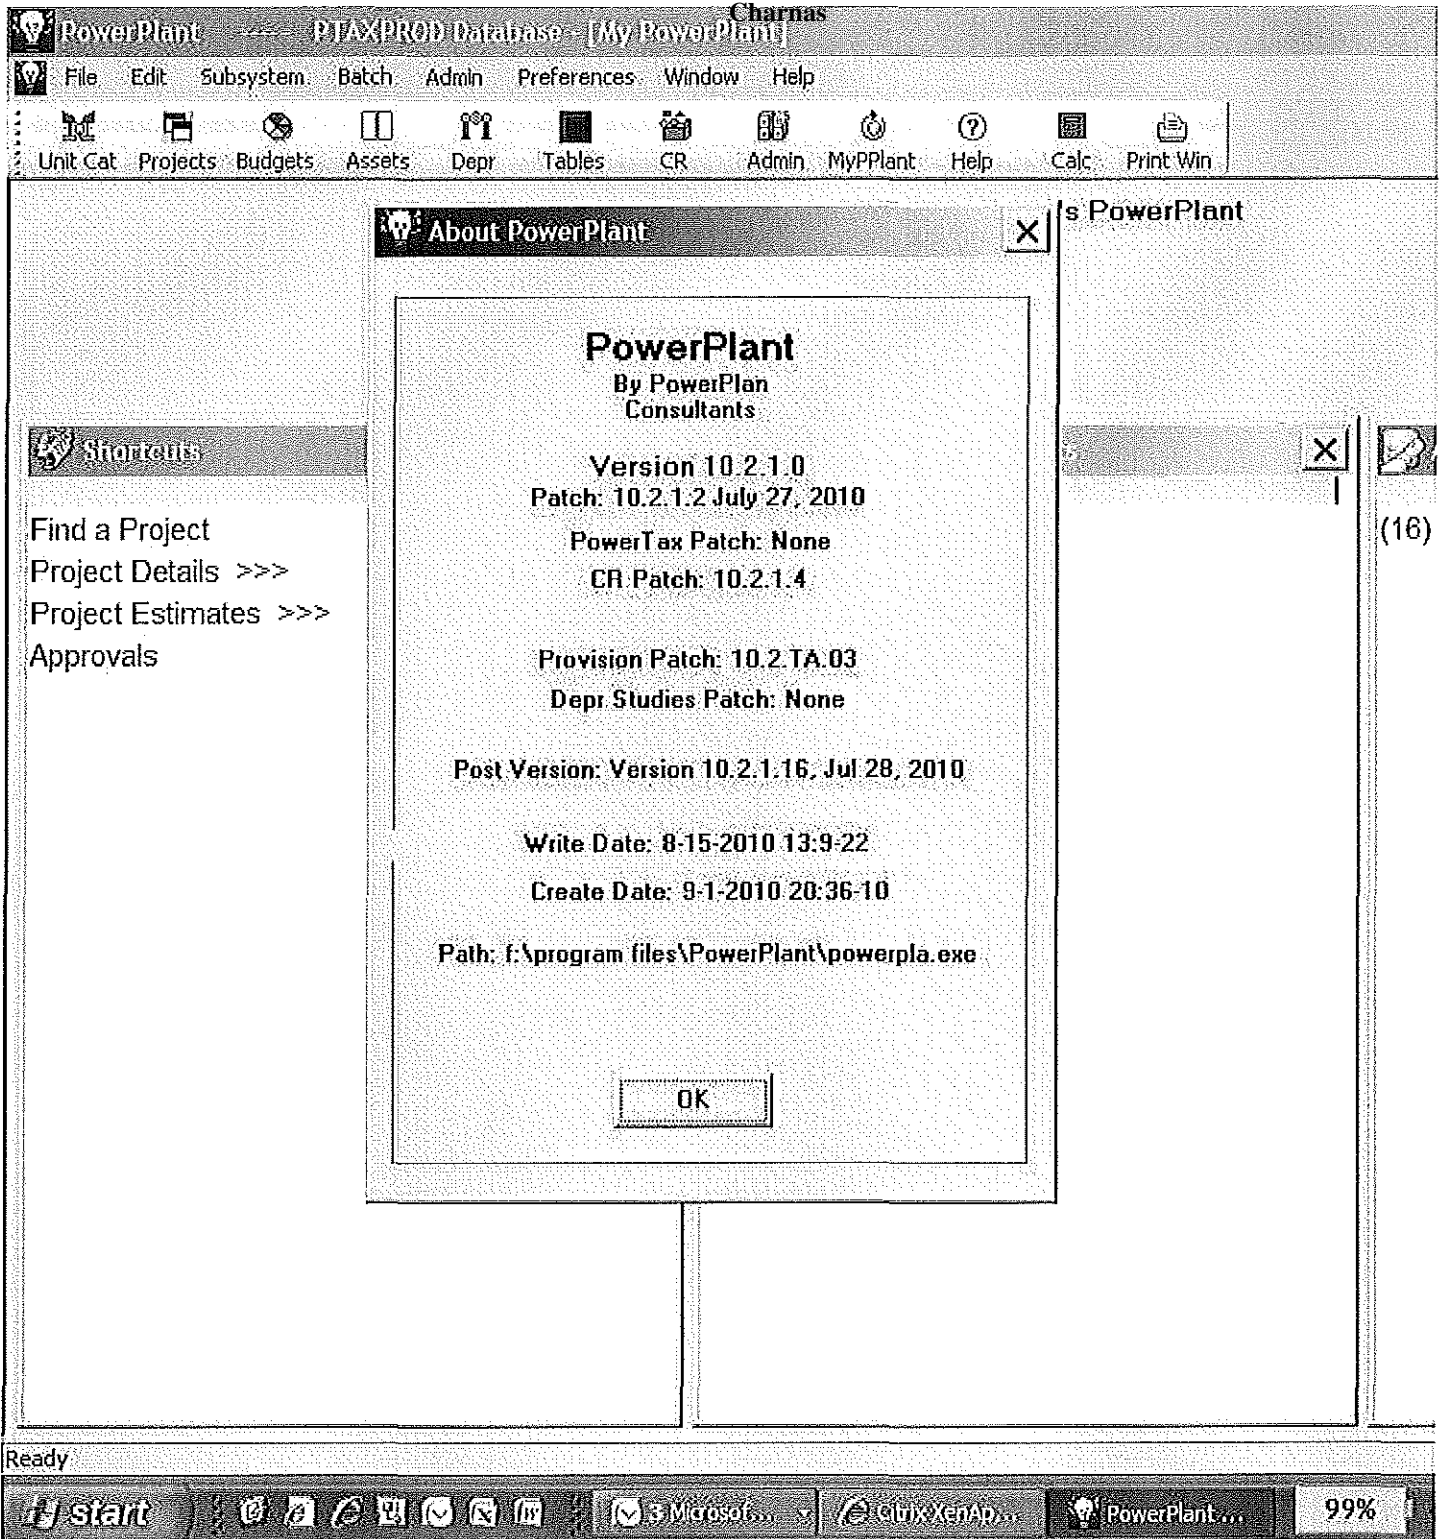 Charnas
PowerPlant ----- PTAXPROD Database - [My PowerPlant]
File Edit Subsystem Batch Admin Preferences Window Help
Unit Cat Projects Budgets Assets Depr Tables CR Admin MyPPlant Help Calc Print Win
's PowerPlant
About PowerPlant
PowerPlant
By PowerPlan
Consultants
Version 10.2.1.0
Patch: 10.2.1.2 July 27, 2010
PowerTax Patch: None
CR Patch: 10.2.1.4
Provision Patch: 10.2.TA.03
Depr Studies Patch: None
Post Version: Version 10.2.1.16, Jul 28, 2010
Write Date: 8-15-2010 13:9-22
Create Date: 9-1-2010 20:36-10
Path: f:\program files\PowerPlant\powerpla.exe
OK
Shortcuts
Find a Project
Project Details >>>
Project Estimates >>>
Approvals
s
(16)
Ready
start 3 Microsof... Citrix XenAp... PowerPlant ... 99%